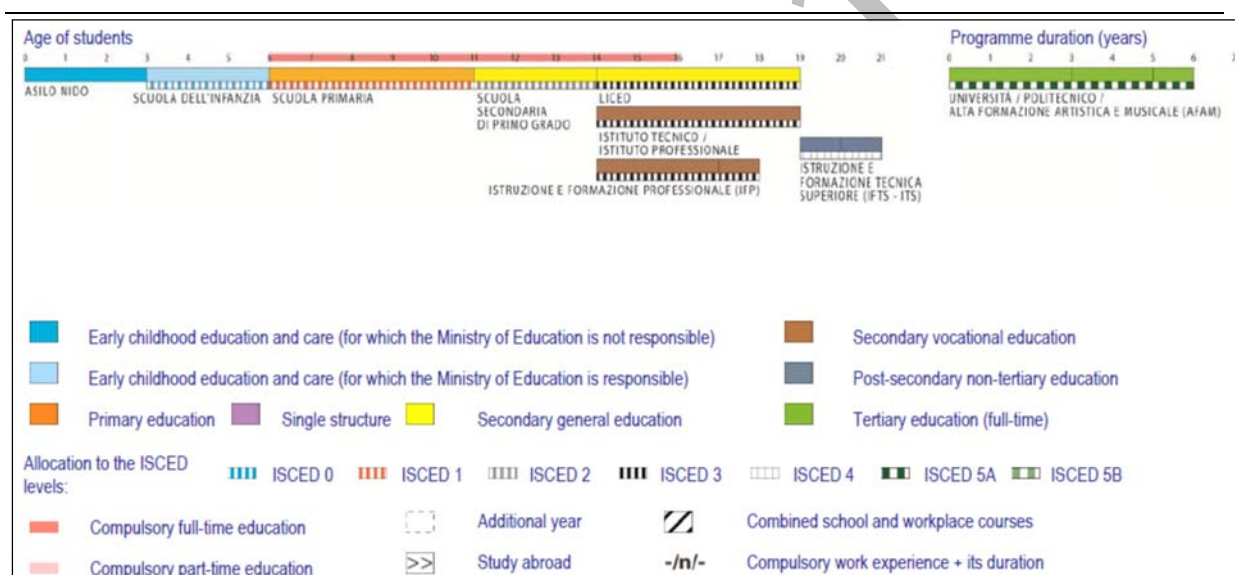 Age of students
Programme duration (years)
0 1 2 3 4 5 6 7 8 9 10 11 12 13 14 15 16 17 18 19 20 21
0 1 2 3 4 5 6 7
ASILO NIDO
SCUOLA DELL'INFANZIA
SCUOLA PRIMARIA
SCUOLA
SECONDARIA
DI PRIMO GRADO
LICEO
ISTITUTO TECNICO /
ISTITUTO PROFESSIONALE
ISTRUZIONE E FORMAZIONE PROFESSIONALE (IFP)
ISTRUZIONE E
FORMAZIONE TECNICA
SUPERIORE (IFTS - ITS)
UNIVERSITÀ / POLITECNICO /
ALTA FORMAZIONE ARTISTICA E MUSICALE (AFAM)
Early childhood education and care (for which the Ministry of Education is not responsible)
Secondary vocational education
Early childhood education and care (for which the Ministry of Education is responsible)
Post-secondary non-tertiary education
Primary education Single structure Secondary general education
Tertiary education (full-time)
Allocation to the ISCED
levels:
ISCED 0 ISCED 1 ISCED 2 ISCED 3 ISCED 4 ISCED 5A ISCED 5B
Compulsory full-time education
Additional year
Combined school and workplace courses
Compulsory part-time education
>> Study abroad
-/n/- Compulsory work experience + its duration